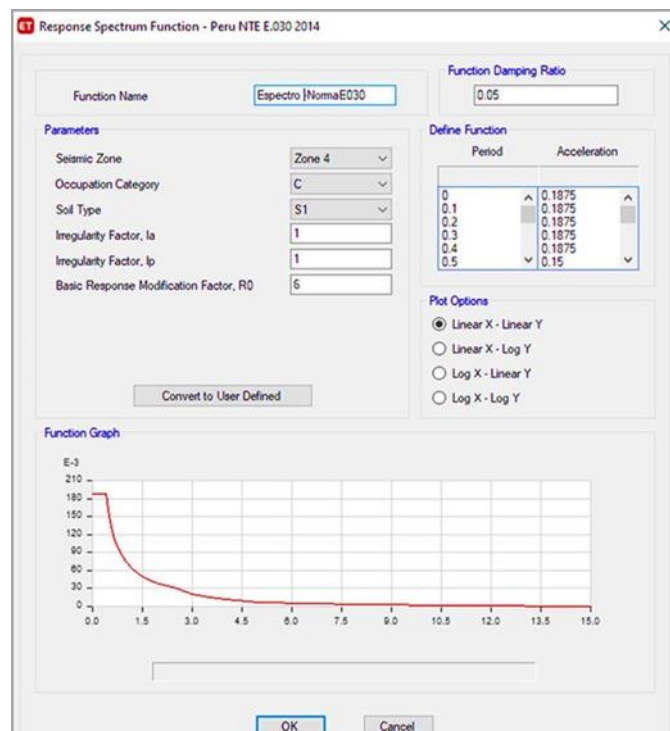 ET Response Spectrum Function - Peru NTE E.030 2014
Function Name Espectro -NormaE030
Function Damping Ratio
0.05
Parameters
Seismic Zone Zone 4
Occupation Category C
Soil Type S1
Irregularity Factor, Ia 1
Irregularity Factor, Ip 1
Basic Response Modification Factor, R0 6
Convert to User Defined
Define Function
Period Acceleration
0 0.1875
0.1 0.1875
0.2 0.1875
0.3 0.1875
0.4 0.1875
0.5 0.15
Plot Options
Linear X - Linear Y
Linear X - Log Y
Log X - Linear Y
Log X - Log Y
Function Graph
E-3
210
180
150
120
90
60
30
0
0.0 1.5 3.0 4.5 6.0 7.5 9.0 10.5 12.0 13.5 15.0
OK Cancel